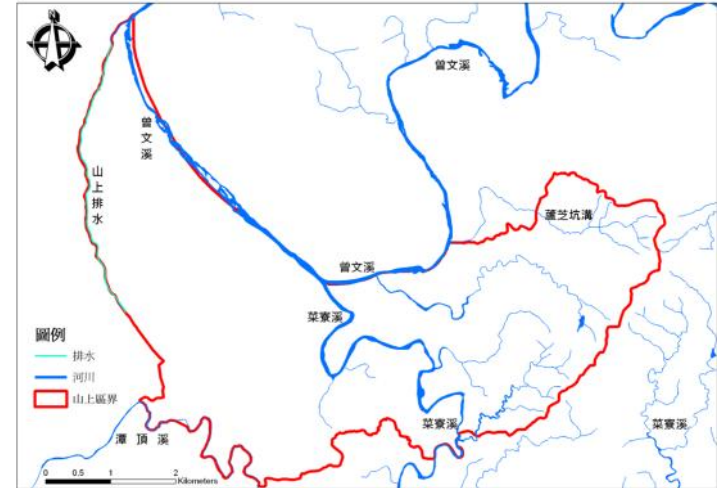 曾文溪
曾文溪
山上排水
蘆芝坑溝
曾文溪
菜寮溪
圖例
排水
河川
山上區界
菜寮溪
菜寮溪
潭頂溪
0 0.5 1 2
Kilometers